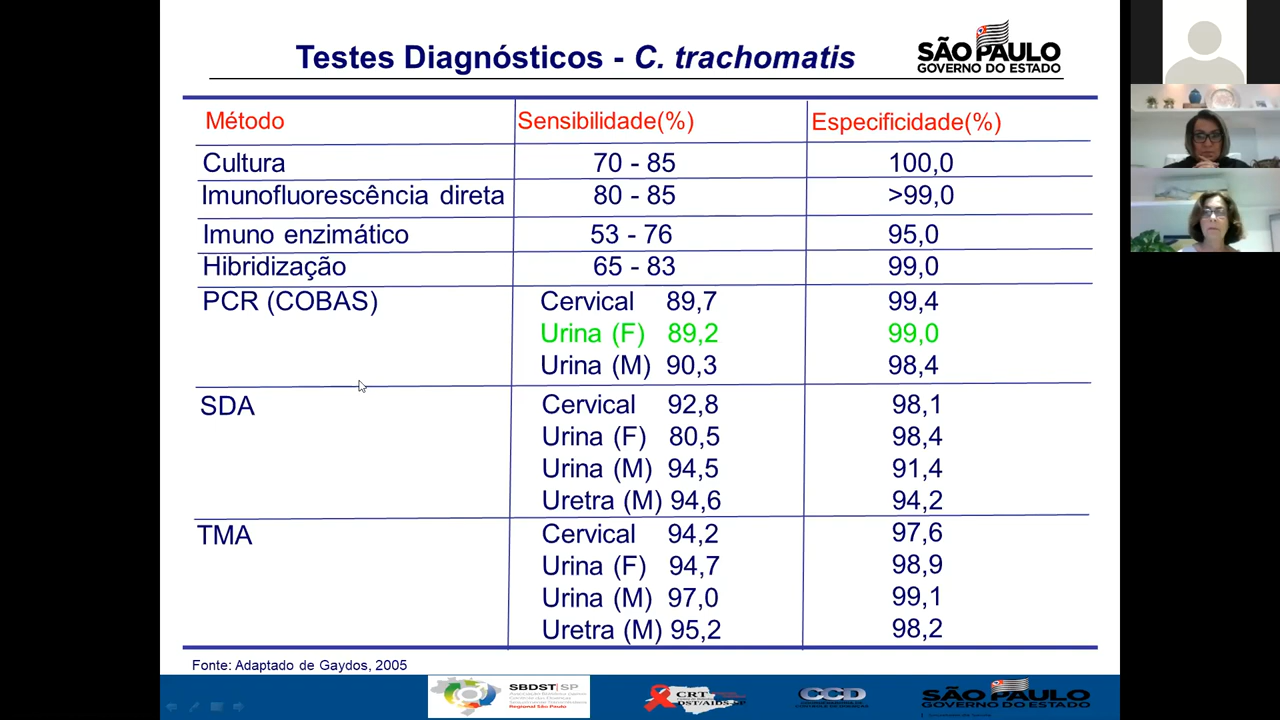 Testes Diagnósticos - C. trachomatis
SÃO PAULO
GOVERNO DO ESTADO
Método Sensibilidade(%) Especificidade(%)
Cultura 70 - 85 100,0
Imunofluorescência direta 80 - 85 >99,0
Imuno enzimático 53 - 76 95,0
Hibridização 65 - 83 99,0
PCR (COBAS) Cervical 89,7 99,4
Urina (F) 89,2 99,0
Urina (M) 90,3 98,4
SDA Cervical 92,8 98,1
Urina (F) 80,5 98,4
Urina (M) 94,5 91,4
Uretra (M) 94,6 94,2
TMA Cervical 94,2 97,6
Urina (F) 94,7 98,9
Urina (M) 97,0 99,1
Uretra (M) 95,2 98,2
Fonte: Adaptado de Gaydos, 2005
SBDST SP
Regional São Paulo
CRT
DST/AIDS-SP
CCD
SÃO PAULO
GOVERNO DO ESTADO